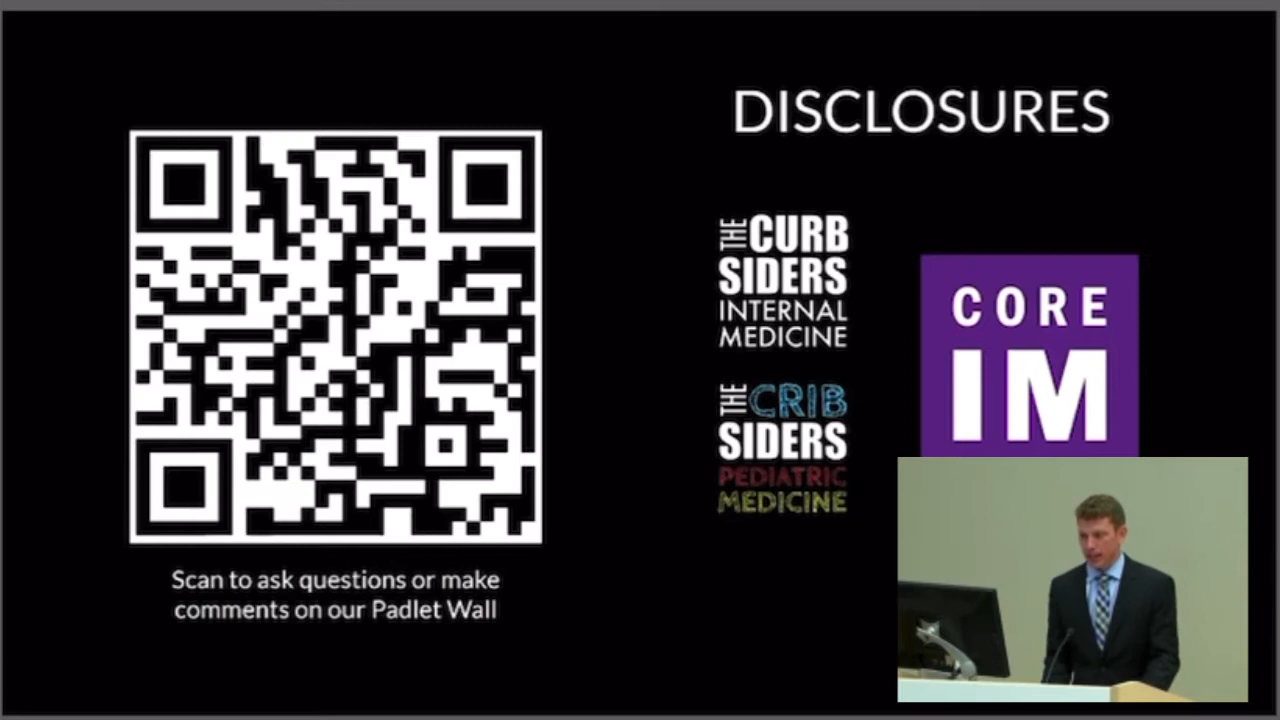 DISCLOSURES
THE CURB
SIDERS
INTERNAL
MEDICINE
THE CRIB
SIDERS
PEDIATRIC
MEDICINE
CORE
IM
Scan to ask questions or make
comments on our Padlet Wall